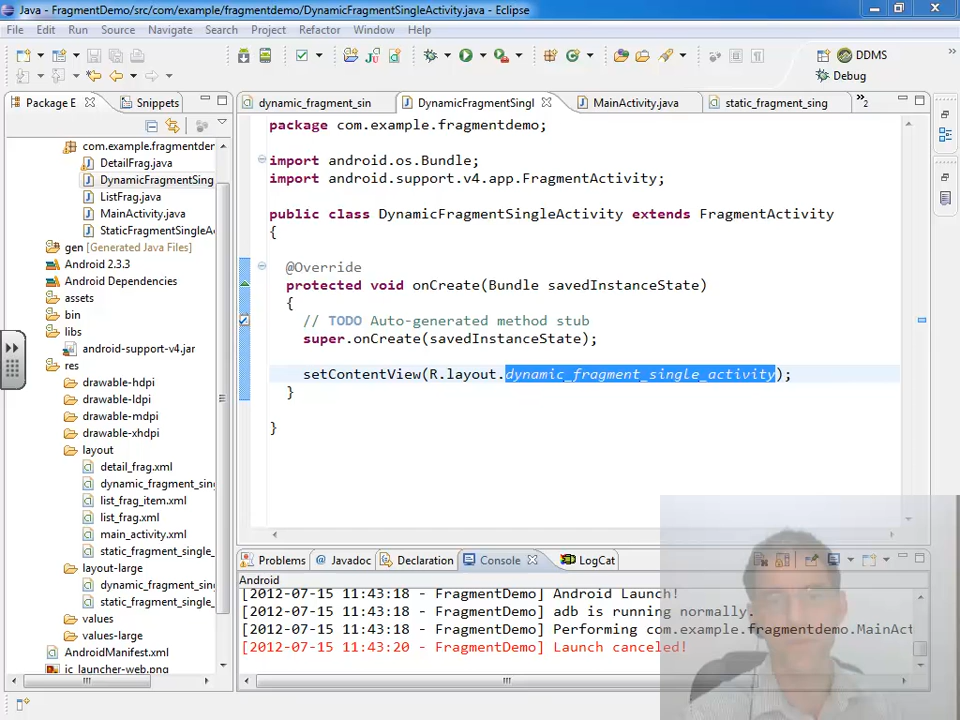 Java - FragmentDemo/src/com/example/fragmentdemo/DynamicFragmentSingleActivity.java - Eclipse
File Edit Run Source Navigate Search Project Refactor Window Help
DDMS
Debug
Package E
Snippets
dynamic_fragment_sin
DynamicFragmentSingl
MainActivity.java
static_fragment_sing
»2
com.example.fragmentder
DetailFrag.java
DynamicFragmentSing
ListFrag.java
MainActivity.java
StaticFragmentSingleA
gen [Generated Java Files]
Android 2.3.3
Android Dependencies
assets
bin
libs
android-support-v4.jar
res
drawable-hdpi
drawable-ldpi
drawable-mdpi
drawable-xhdpi
layout
detail_frag.xml
dynamic_fragment_sin
list_frag_item.xml
list_frag.xml
main_activity.xml
static_fragment_single_
layout-large
dynamic_fragment_sin
static_fragment_single_
values
values-large
AndroidManifest.xml
ic_launcher-web.png
package com.example.fragmentdemo;
import android.os.Bundle;
import android.support.v4.app.FragmentActivity;
public class DynamicFragmentSingleActivity extends FragmentActivity
{
@Override
protected void onCreate(Bundle savedInstanceState)
{
// TODO Auto-generated method stub
super.onCreate(savedInstanceState);
setContentView(R.layout.dynamic_fragment_single_activity);
}
}
Problems
@ Javadoc
Declaration
Console
LogCat
Android
[2012-07-15 11:43:18 - FragmentDemo] Android Launch!
[2012-07-15 11:43:18 - FragmentDemo] adb is running normally.
[2012-07-15 11:43:18 - FragmentDemo] Performing com.example.fragmentdemo.MainAct
[2012-07-15 11:43:20 - FragmentDemo] Launch canceled!